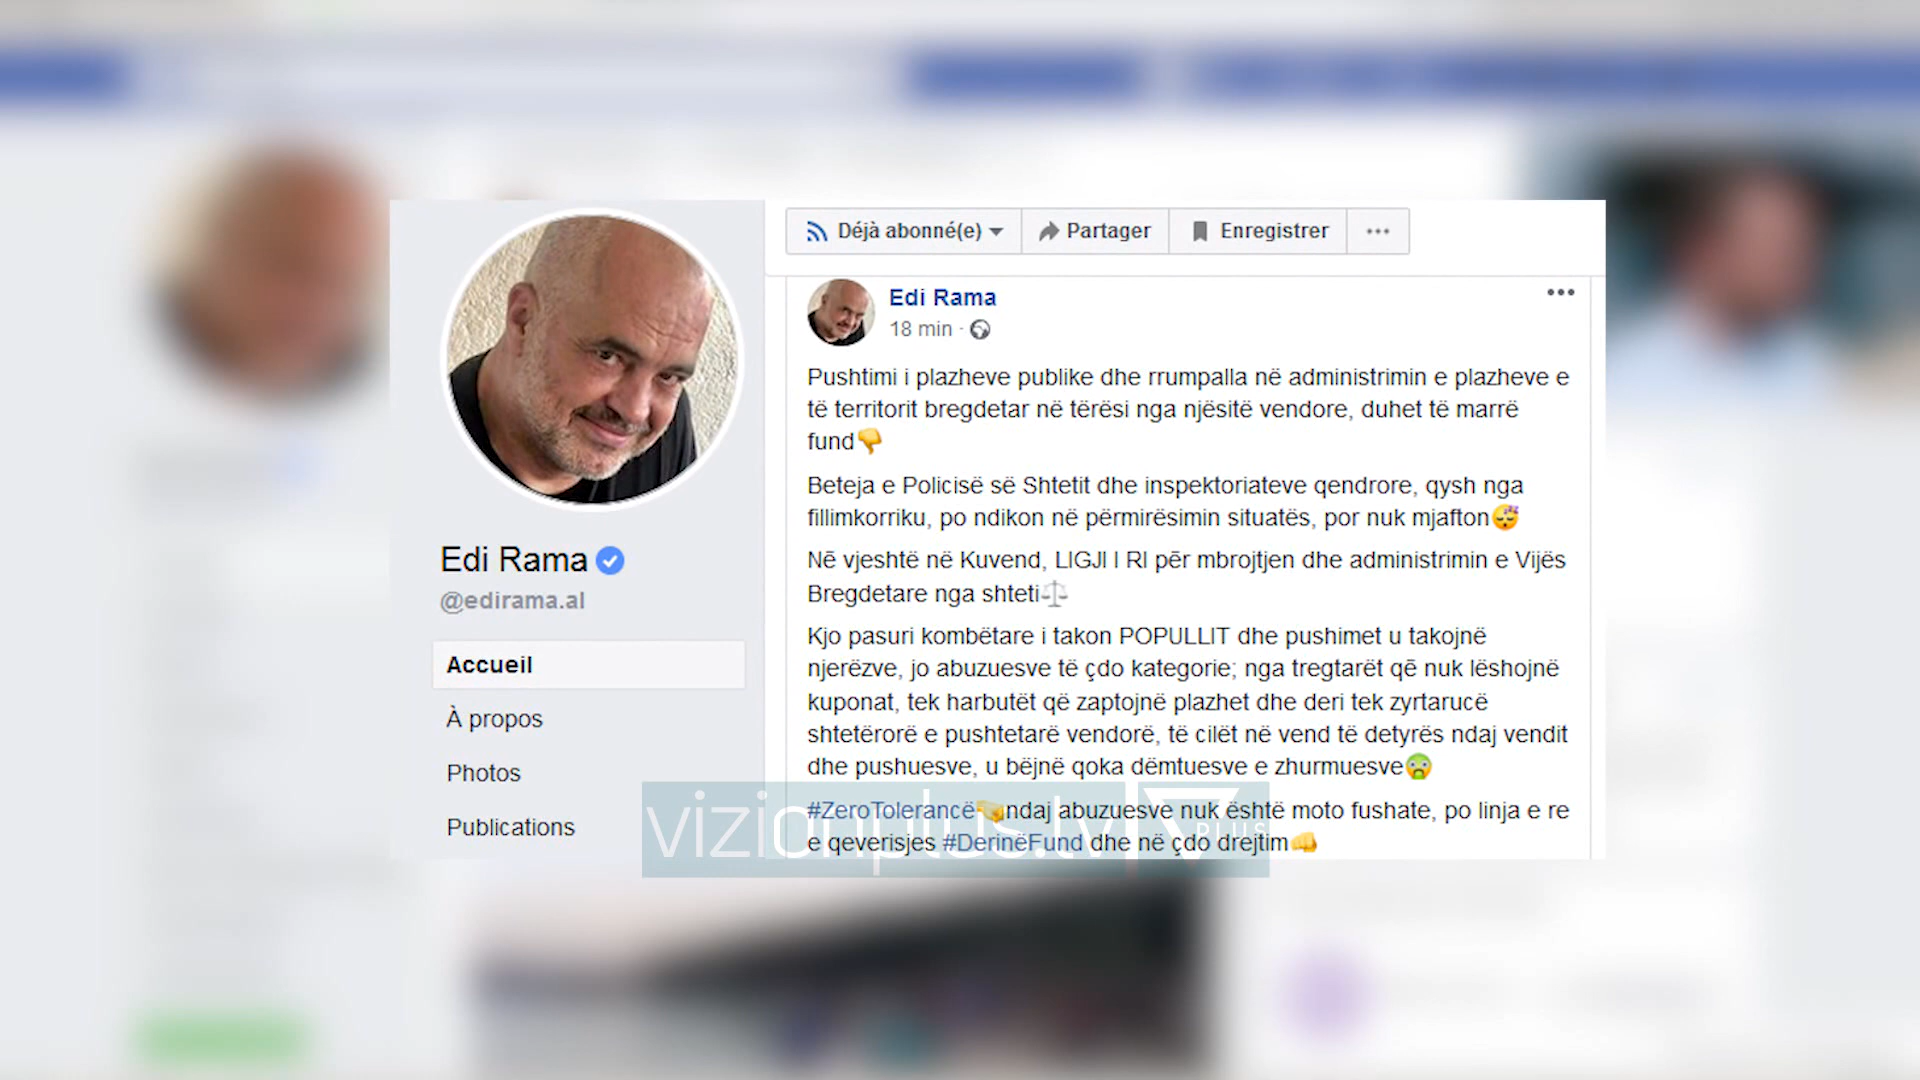 Edi Rama
@edirama.al
Accueil
À propos
Photos
Publications
Déjà abonné(e)
Partager
Enregistrer
Edi Rama
18 min ·
Pushtimi i plazheve publike dhe rrumpalla në administrimin e plazheve e
të territorit bregdetar në tërësi nga njësitë vendore, duhet të marrë
fund👎
Beteja e Policisë së Shtetit dhe inspektoriateve qendrore, qysh nga
fillimkorriku, po ndikon në përmirësimin situatës, por nuk mjafton😴
Nē vjeshtë në Kuvend, LIGJI I RI pēr mbrojtjen dhe administrimin e Vijës
Bregdetare nga shteti⚖️
Kjo pasuri kombëtare i takon POPULLIT dhe pushimet u takojnë
njerëzve, jo abuzuesve të çdo kategorie; nga tregtarët qē nuk lëshojnë
kuponat, tek harbutët që zaptojnë plazhet dhe deri tek zyrtarucë
shtetërorë e pushtetarë vendorë, të cilët në vend të detyrës ndaj vendit
dhe pushuesve, u bëjnë qoka dëmtuesve e zhurmuesve😨
#ZeroTolerancë🤜ndaj abuzuesve nuk është moto fushate, po linja e re
e qeverisjes #DerinëFund dhe në çdo drejtim👊
vizionplus.tv
PLUS